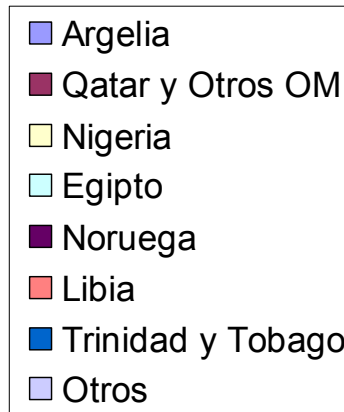 Argelia
Qatar y Otros OM
Nigeria
Egipto
Noruega
Libia
Trinidad y Tobago
Otros